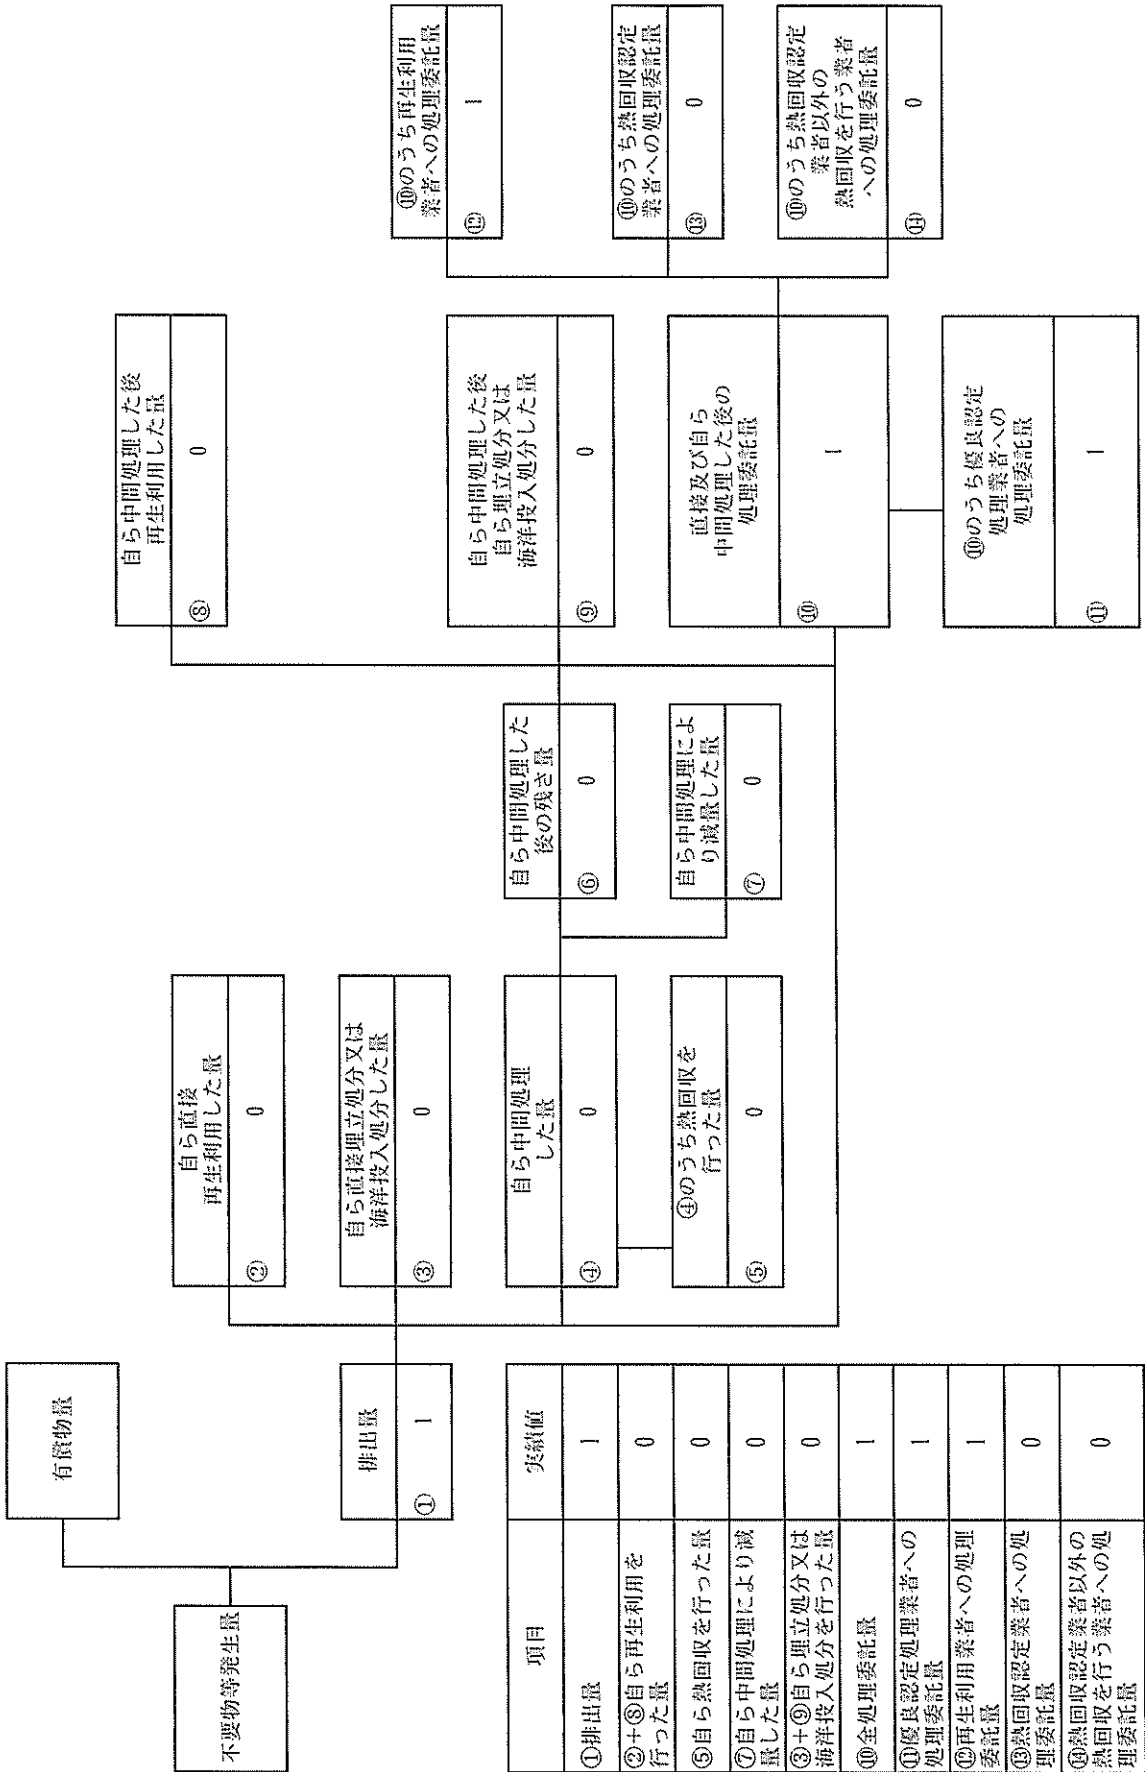 不要物等発生量
有償物量
排出量
① 1
自ら直接
再生利用した量
② 0
自ら直接埋立処分又は
海洋投入処分した量
③ 0
自ら中間処理
した量
④ 0
④のうち熱回収を
行った量
⑤ 0
自ら中間処理した
後の残さ量
⑥ 0
自ら中間処理によ
り減量した量
⑦ 0
自ら中間処理した後
再生利用した量
⑧ 0
自ら中間処理した後
自ら埋立処分又は
海洋投入処分した量
⑨ 0
直接及び自ら
中間処理した後の
処理委託量
⑩ 1
⑩のうち優良認定
処理業者への
処理委託量
⑪ 1
⑩のうち再生利用
業者への処理委託量
⑫ 1
⑩のうち熱回収認定
業者への処理委託量
⑬ 0
⑩のうち熱回収認定
業者以外の
熱回収を行う業者
への処理委託量
⑭ 0
項目 実績値
①排出量 1
②+⑧自ら再生利用を
行った量 0
⑤自ら熱回収を行った量 0
⑦自ら中間処理により減
量した量 0
③+⑨自ら埋立処分又は
海洋投入処分を行った量 0
⑩全処理委託量 1
⑪優良認定処理業者への
処理委託量 1
⑫再生利用業者への処理
委託量 1
⑬熱回収認定業者への処
理委託量 0
⑭熱回収認定業者以外の
熱回収を行う業者への処
理委託量 0